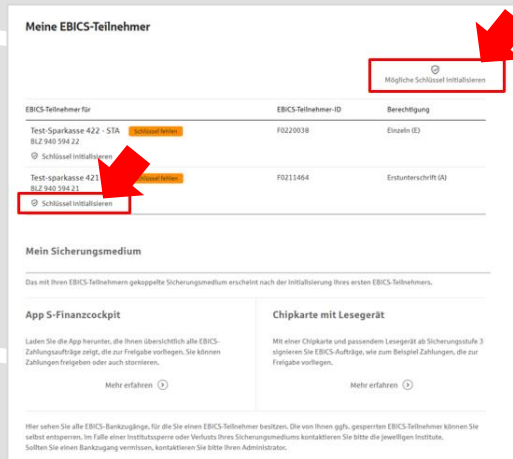 Meine EBICS-Teilnehmer
Mögliche Schlüssel initialisieren
EBICS-Teilnehmer für EBICS-Teilnehmer-ID Berechtigung
Test-Sparkasse 422 - STA Schlüssel fehlen F0220038 Einzeln (E)
BLZ 940 594 22
Schlüssel initialisieren
Test-sparkasse 421 Schlüssel fehlen F0211464 Erstunterschrift (A)
BLZ 940 594 21
Schlüssel initialisieren
Mein Sicherungsmedium
Das mit Ihren EBICS-Teilnehmern gekoppelte Sicherungsmedium erscheint nach der Initialisierung Ihres ersten EBICS-Teilnehmers.
App S-Finanzcockpit
Laden Sie die App herunter, die Ihnen übersichtlich alle EBICS-
Zahlungsaufträge zeigt, die zur Freigabe vorliegen. Sie können
Zahlungen freigeben oder auch stornieren.
Mehr erfahren
Chipkarte mit Lesegerät
Mit einer Chipkarte und passendem Lesegerät ab Sicherungsstufe 3
signieren Sie EBICS-Aufträge, wie zum Beispiel Zahlungen, die zur
Freigabe vorliegen.
Mehr erfahren
Hier sehen Sie alle EBICS-Bankzugänge, für die Sie einen EBICS-Teilnehmer besitzen. Die von Ihnen ggfs. gesperrten EBICS-Teilnehmer können Sie
selbst entsperren. Im Falle einer Institutssperre oder Verlusts Ihres Sicherungsmediums kontaktieren Sie bitte die jeweiligen Institute.
Sollten Sie einen Bankzugang vermissen, kontaktieren Sie bitte Ihren Administrator.